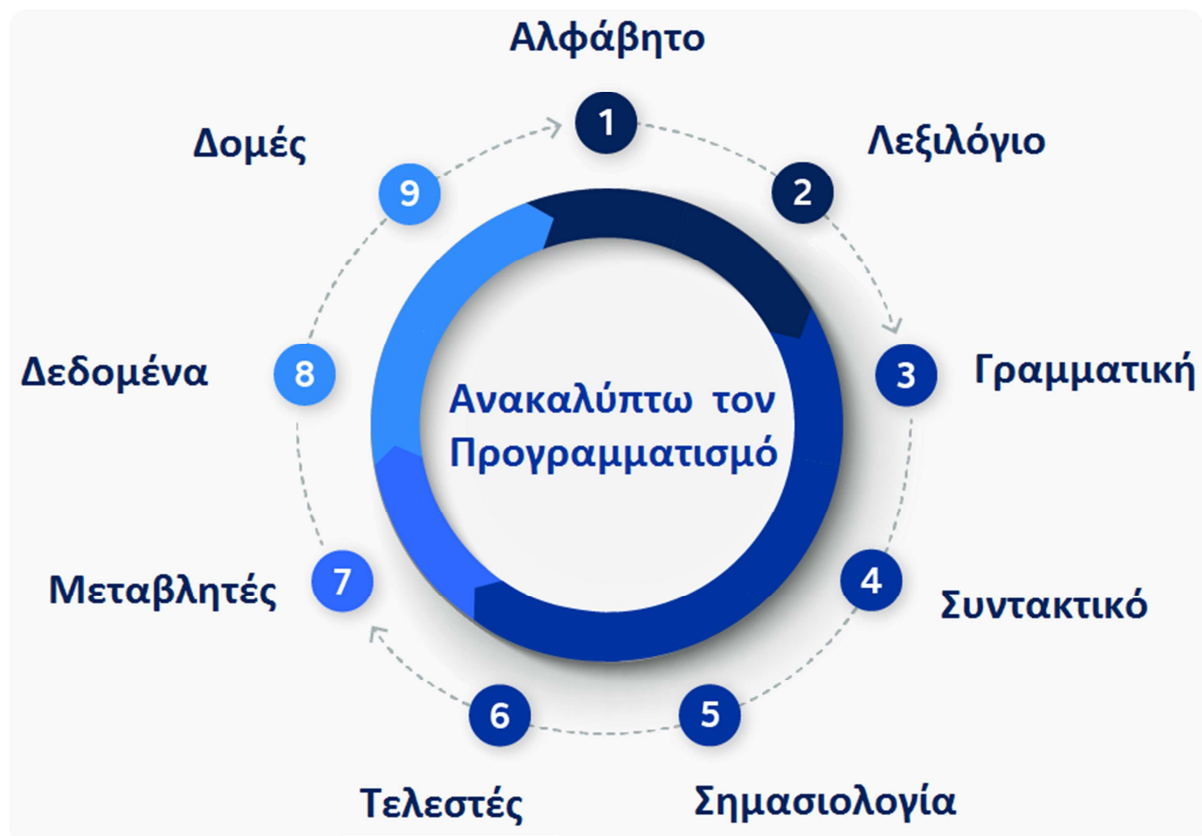 Αλφάβητο
1
Λεξιλόγιο
2
Γραμματική
3
Συντακτικό
4
Σημασιολογία
5
Τελεστές
6
Μεταβλητές
7
Δεδομένα
8
Δομές
9
Ανακαλύπτω τον
Προγραμματισμό